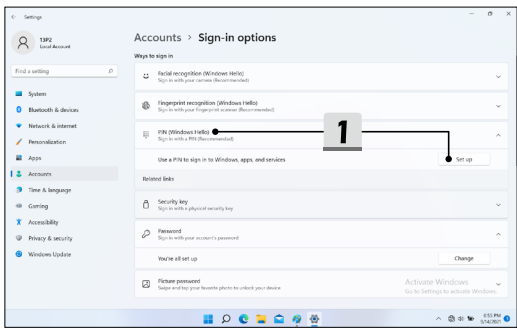 Settings
13P2
Local Account
Find a setting
System
Bluetooth & devices
Network & internet
Personalization
Apps
Accounts
Time & language
Gaming
Accessibility
Privacy & security
Windows Update
Accounts > Sign-in options
Ways to sign in
Facial recognition (Windows Hello)
Sign in with your camera (Recommended)
Fingerprint recognition (Windows Hello)
Sign in with your fingerprint scanner (Recommended)
PIN (Windows Hello)
Sign in with a PIN (Recommended)
1
Use a PIN to sign in to Windows, apps, and services
Set up
Related links
Security key
Sign in with a physical security key
Password
Sign in with your account's password
You're all set up
Change
Picture password
Swipe and tap your favorite photo to unlock your device
Activate Windows
Go to Settings to activate Windows.
6:53 PM
5/14/2021